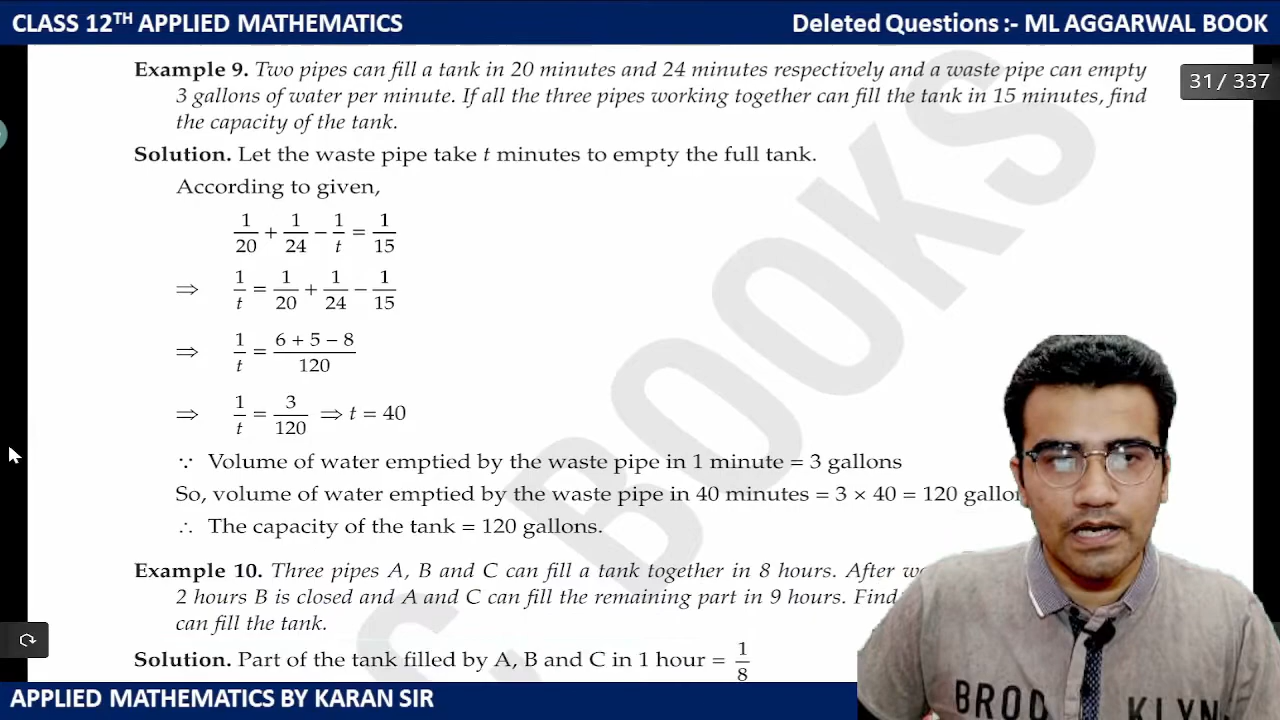 CLASS 12TH APPLIED MATHEMATICS
Deleted Questions :- ML AGGARWAL BOOK
31 / 337
Example 9. Two pipes can fill a tank in 20 minutes and 24 minutes respectively and a waste pipe can empty
3 gallons of water per minute. If all the three pipes working together can fill the tank in 15 minutes, find
the capacity of the tank.
Solution. Let the waste pipe take t minutes to empty the full tank.
According to given,
1/20 + 1/24 − 1/t = 1/15
⇒ 1/t = 1/20 + 1/24 − 1/15
⇒ 1/t = (6 + 5 − 8)/120
⇒ 1/t = 3/120 ⇒ t = 40
∵ Volume of water emptied by the waste pipe in 1 minute = 3 gallons
So, volume of water emptied by the waste pipe in 40 minutes = 3 × 40 = 120
∴ The capacity of the tank = 120 gallons.
Example 10. Three pipes A, B and C can fill a tank together in 8 hours. After
2 hours B is closed and A and C can fill the remaining part in 9 hours. Find
can fill the tank.
Solution. Part of the tank filled by A, B and C in 1 hour = 1/8
C BOOKS
BROO KLYN
APPLIED MATHEMATICS BY KARAN SIR